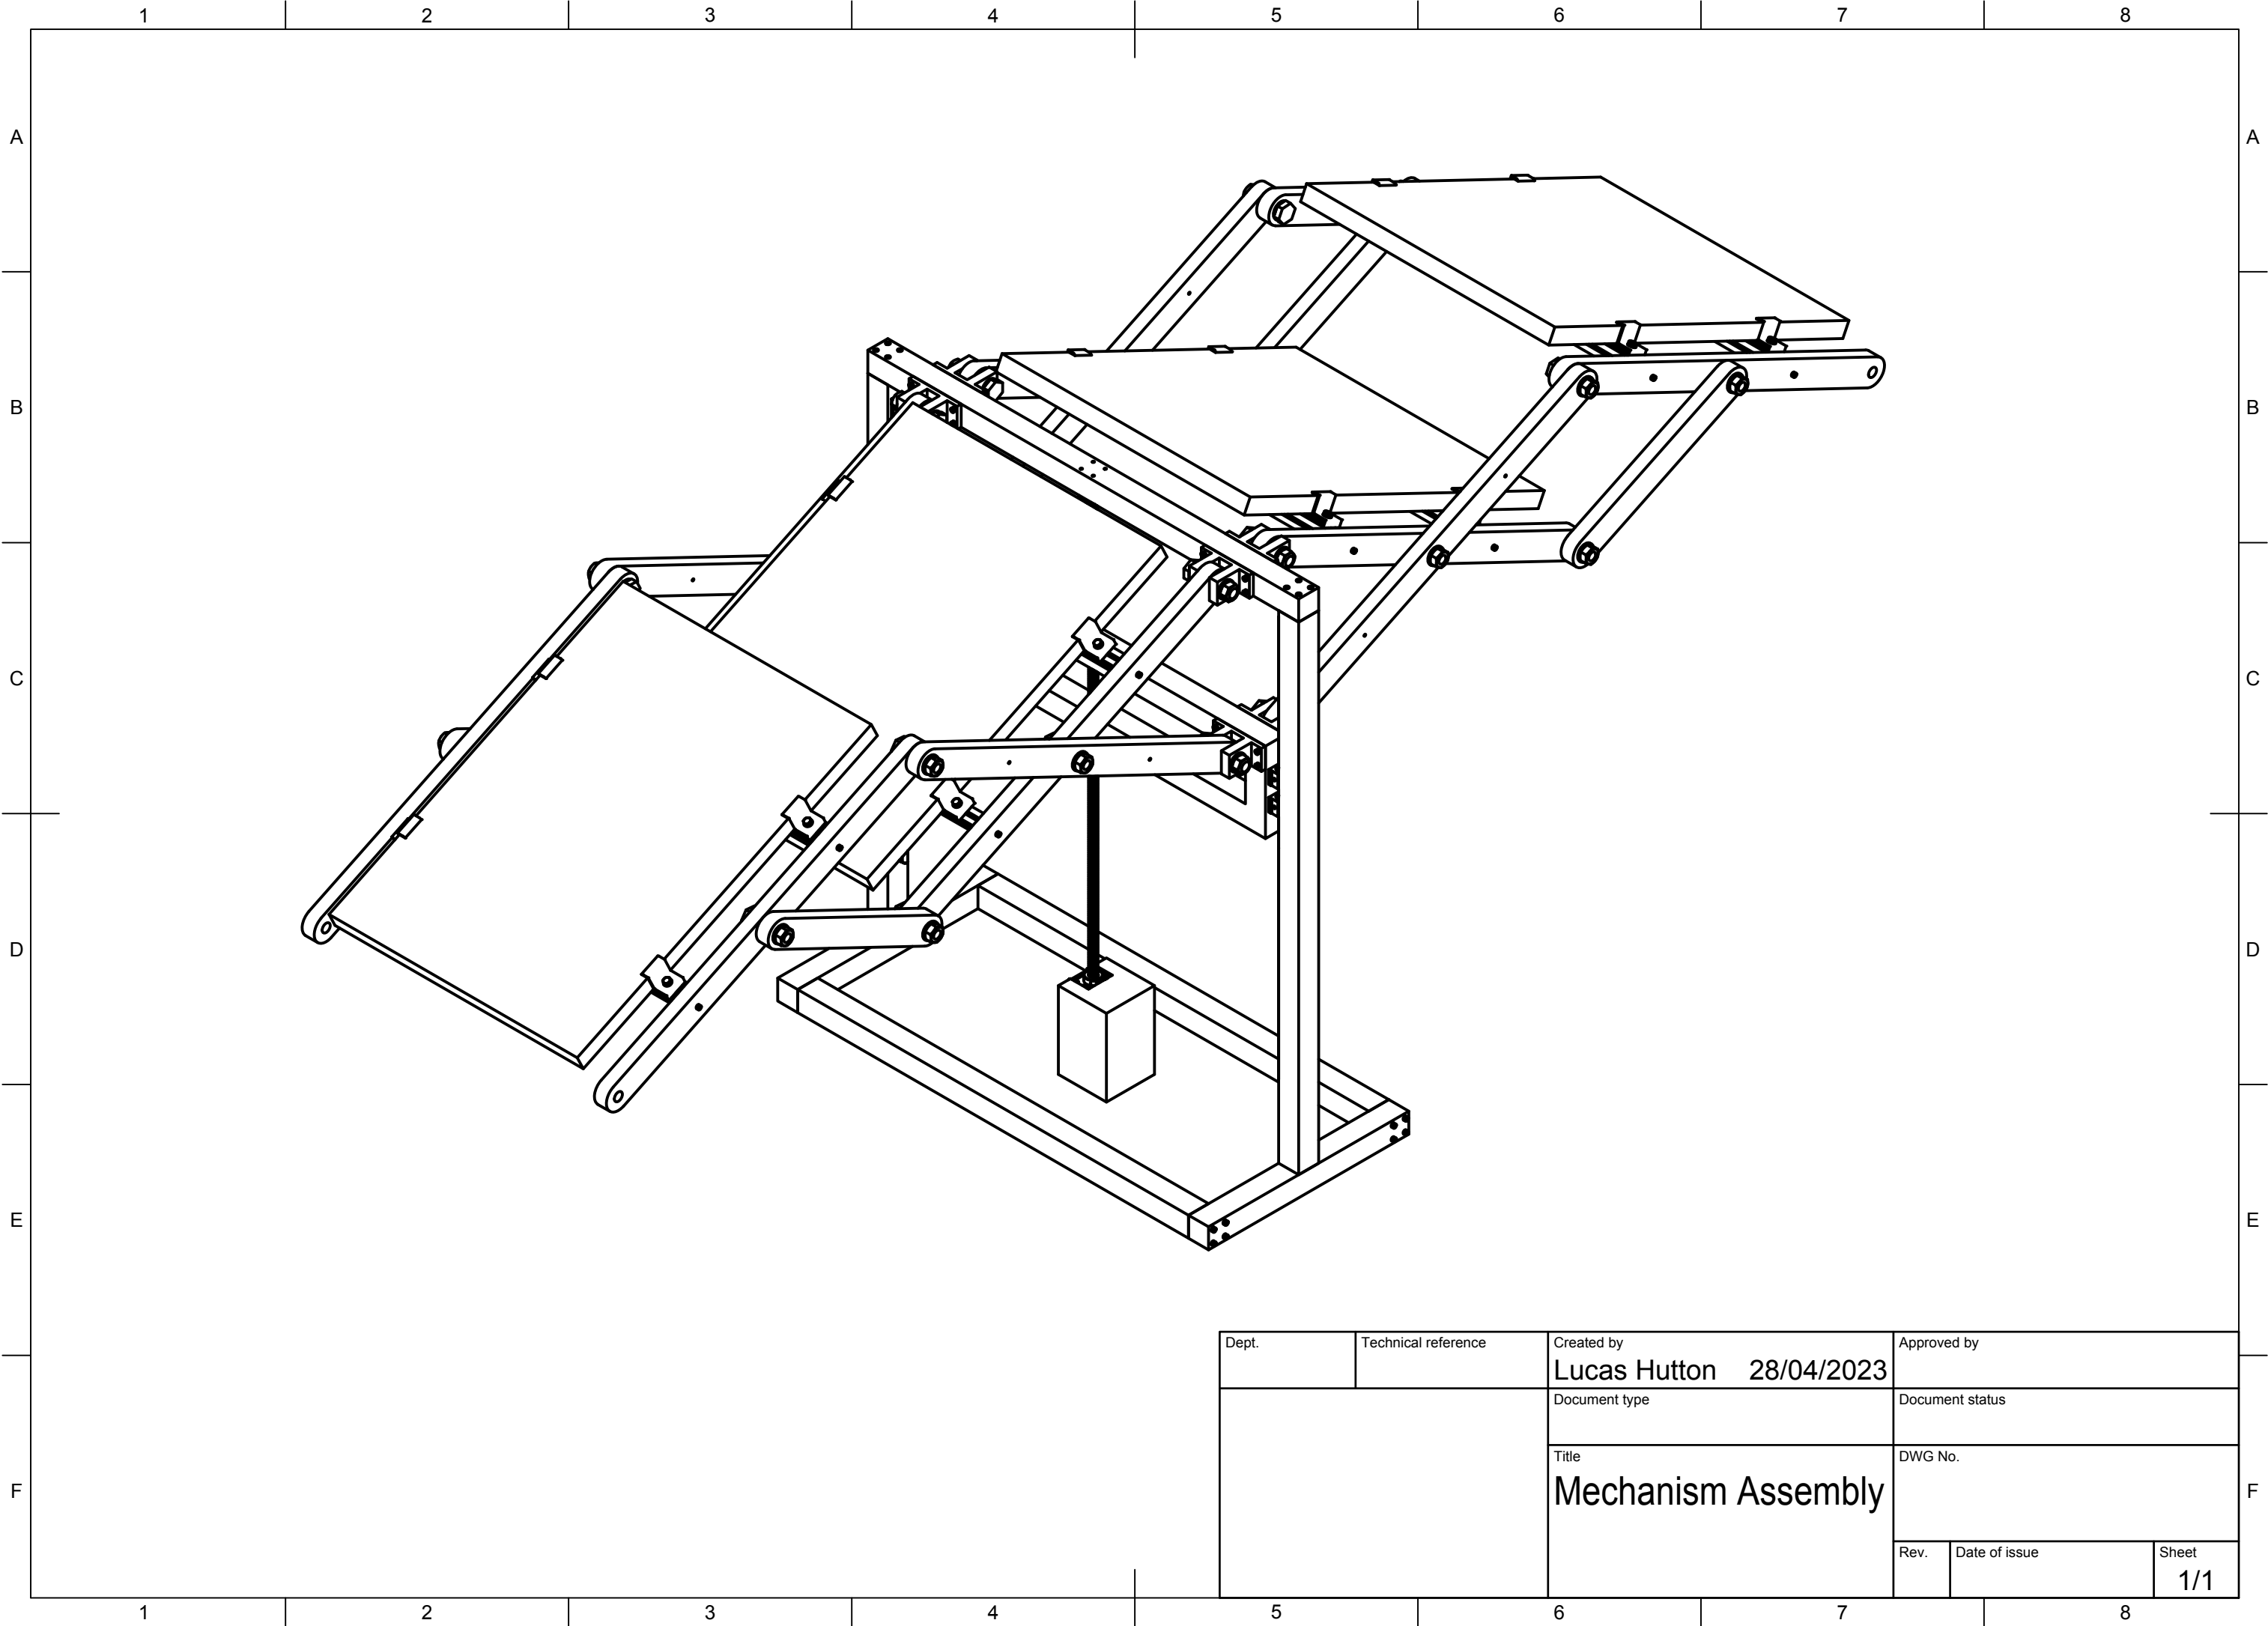 1 2 3 4 5 6 7 8
A A
B B
C C
D D
E E
F F
Dept. Technical reference Created by Approved by
Lucas Hutton 28/04/2023
Document type Document status
Title DWG No.
Mechanism Assembly
Rev. Date of issue Sheet
1/1
1 2 3 4 5 6 7 8